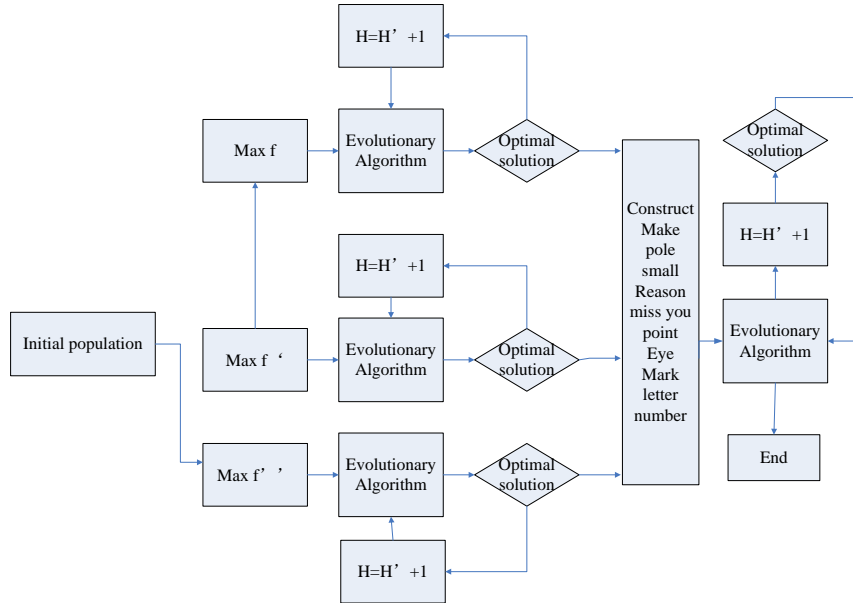 H=H’ +1
Max f
Evolutionary
Algorithm
Optimal
solution
H=H’ +1
Initial population
Max f ‘
Evolutionary
Algorithm
Optimal
solution
Max f’ ’
Evolutionary
Algorithm
Optimal
solution
H=H’ +1
Construct
Make
pole
small
Reason
miss you
point
Eye
Mark
letter
number
Optimal
solution
H=H’ +1
Evolutionary
Algorithm
End